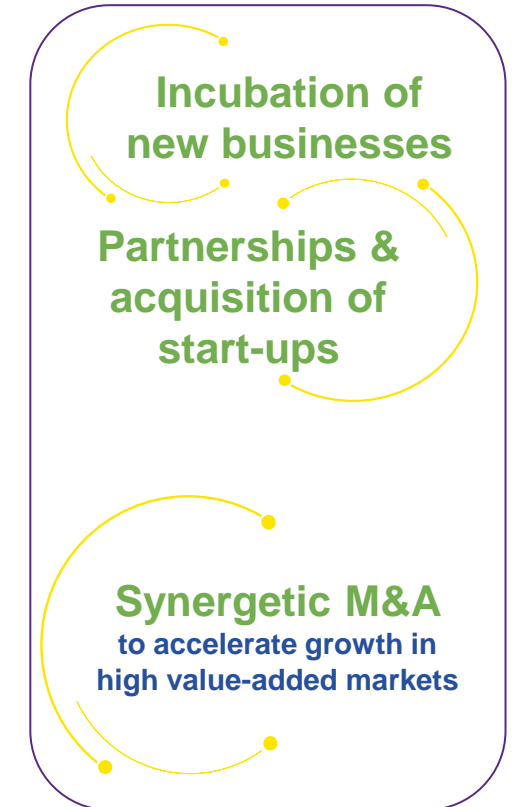 Incubation of
new businesses
Partnerships &
acquisition of
start-ups
Synergetic M&A
to accelerate growth in
high value-added markets